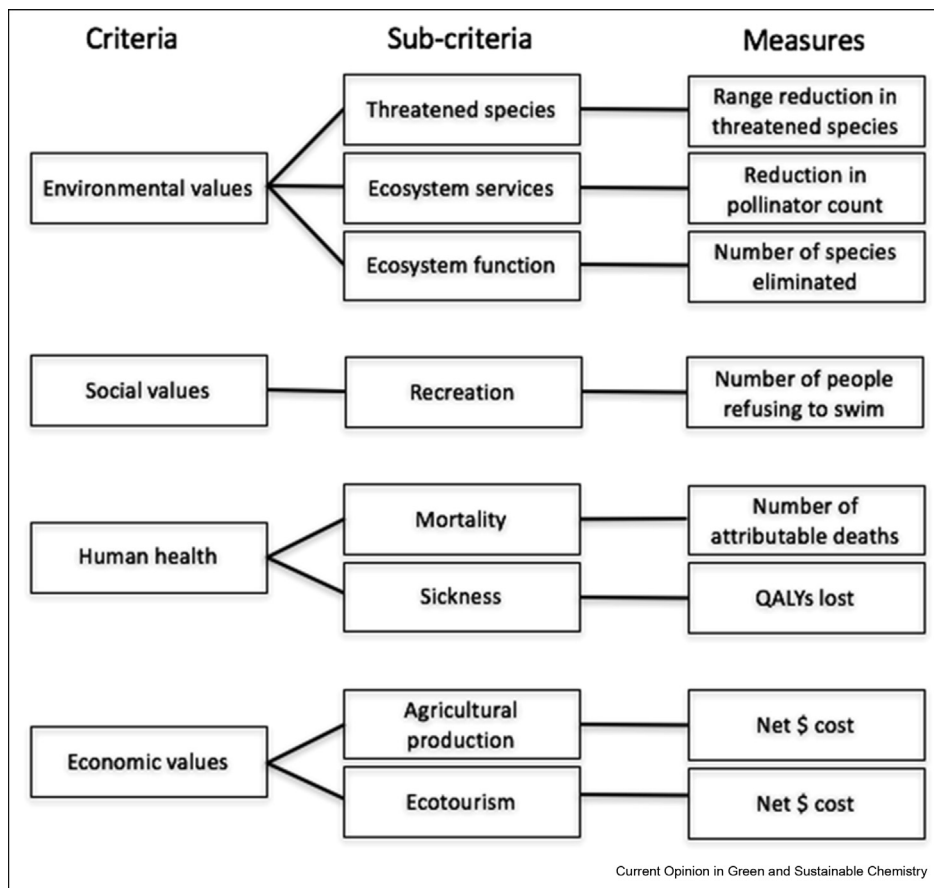 Criteria Sub-criteria Measures
Threatened species
Range reduction in
threatened species
Environmental values
Ecosystem services
Reduction in
pollinator count
Ecosystem function
Number of species
eliminated
Social values
Recreation
Number of people
refusing to swim
Human health
Mortality
Number of
attributable deaths
Sickness
QALYs lost
Economic values
Agricultural
production
Net $ cost
Ecotourism
Net $ cost
Current Opinion in Green and Sustainable Chemistry